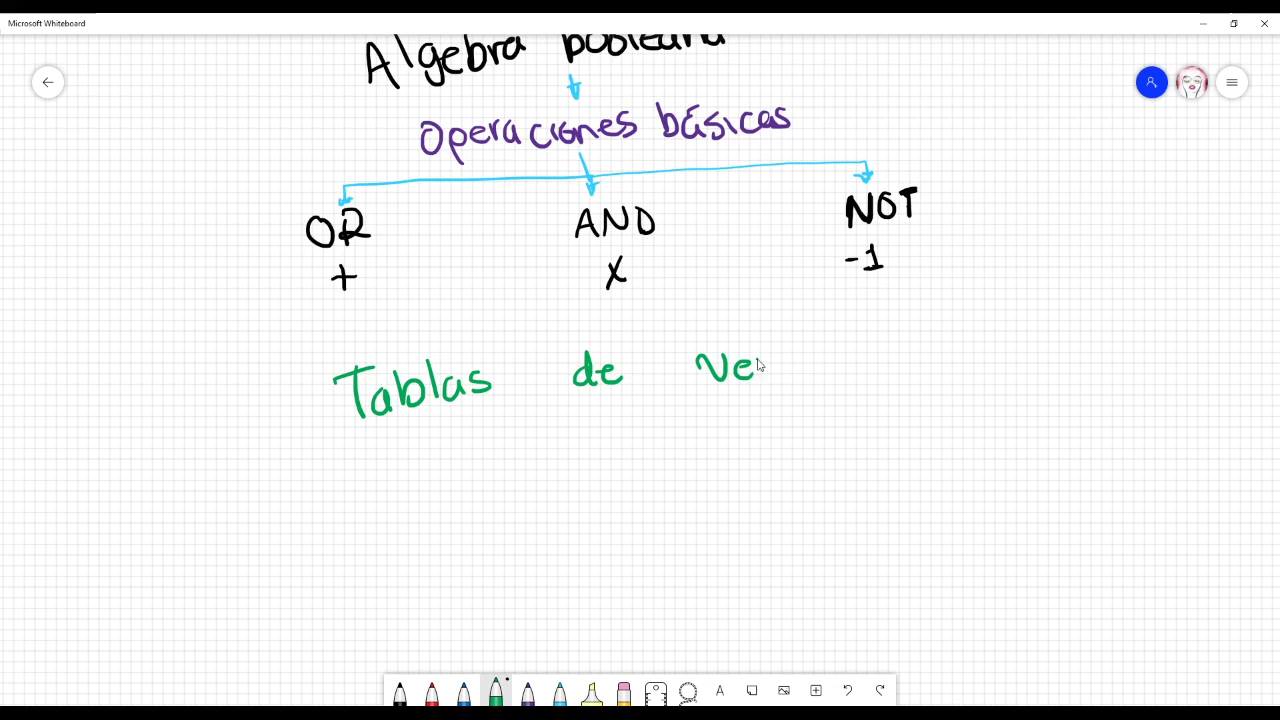 Microsoft Whiteboard
Algebra booleana
Operaciones básicas
OR AND NOT
+ X -1
Tablas de Ve
A